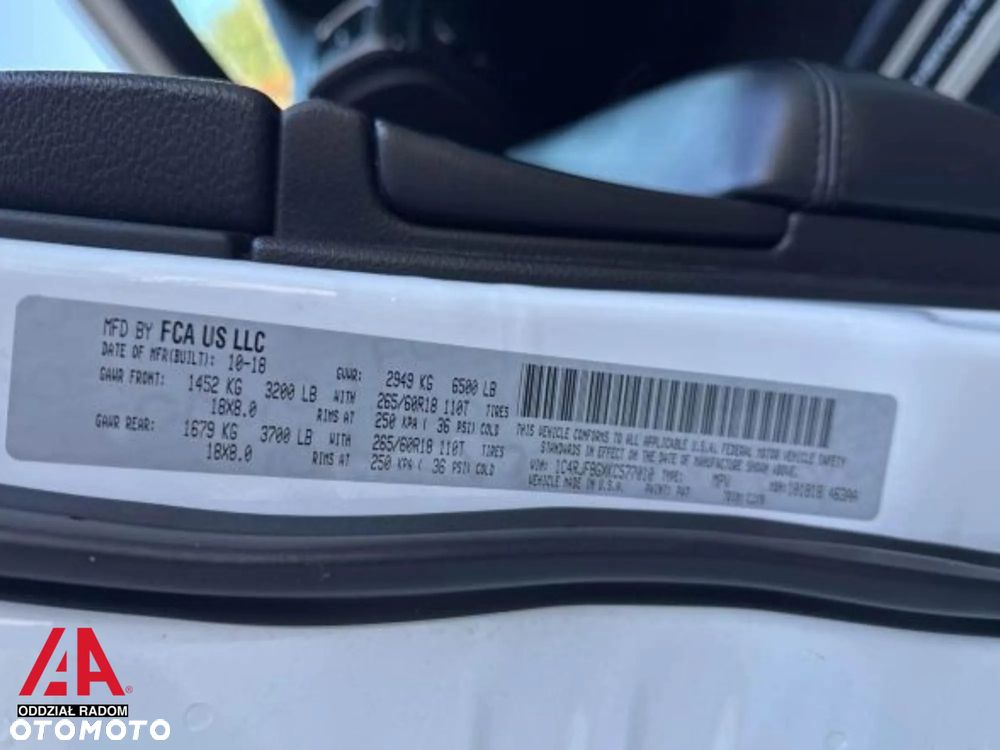 MFD BY FCA US LLC
DATE OF MFR(BUILT): 10-18 GVWR: 2949 KG 6500 LB
GAWR FRONT: 1452 KG 3200 LB WITH 265/60R18 110T TIRES
18X8.0 RIMS AT 250 KPA ( 36 PSI) COLD
GAWR REAR: 1679 KG 3700 LB WITH 265/60R18 110T TIRES
18X8.0 RIMS AT 250 KPA ( 36 PSI) COLD
THIS VEHICLE CONFORMS TO ALL APPLICABLE U.S.A. FEDERAL MOTOR VEHICLE SAFETY
STANDARDS IN EFFECT ON THE DATE OF MANUFACTURE SHOWN ABOVE.
VIN: TYPE: MPV
VEHICLE MADE IN U.S.A. PAINT: PW7
ODDZIAŁ RADOM
OTOMOTO